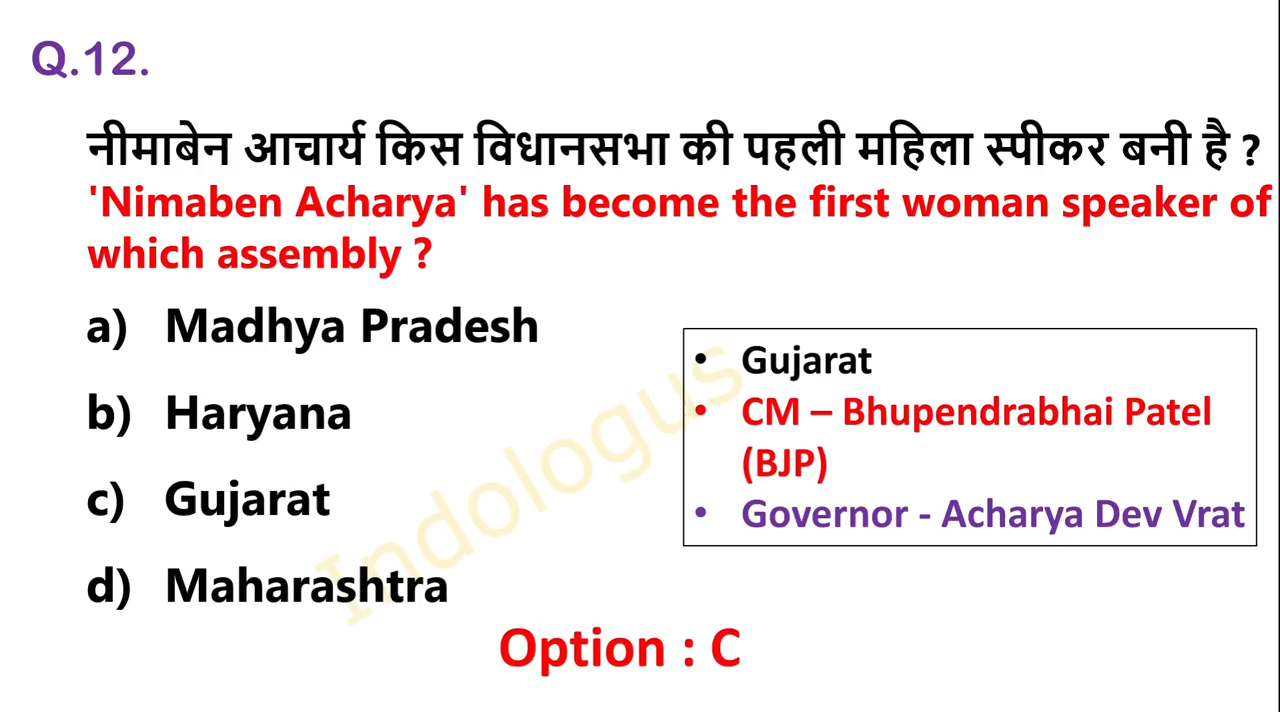 Q.12.
नीमाबेन आचार्य किस विधानसभा की पहली महिला स्पीकर बनी है ?
'Nimaben Acharya' has become the first woman speaker of
which assembly ?
a) Madhya Pradesh
b) Haryana
c) Gujarat
d) Maharashtra
• Gujarat
• CM – Bhupendrabhai Patel
(BJP)
• Governor - Acharya Dev Vrat
Indologus
Option : C